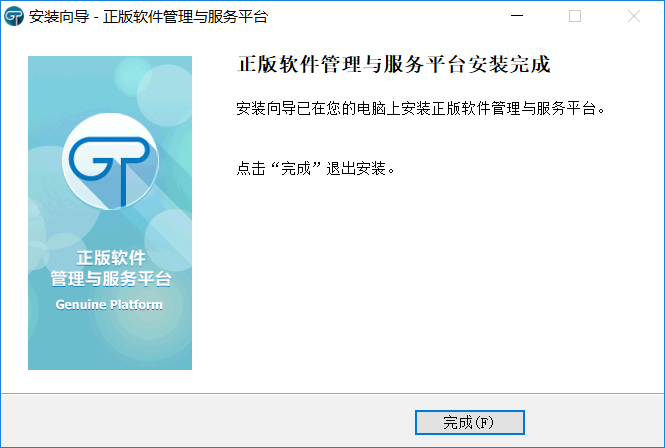 安装向导 - 正版软件管理与服务平台
正版软件管理与服务平台安装完成
安装向导已在您的电脑上安装正版软件管理与服务平台。
点击“完成”退出安装。
GT
正版软件
管理与服务平台
Genuine Platform
完成(F)